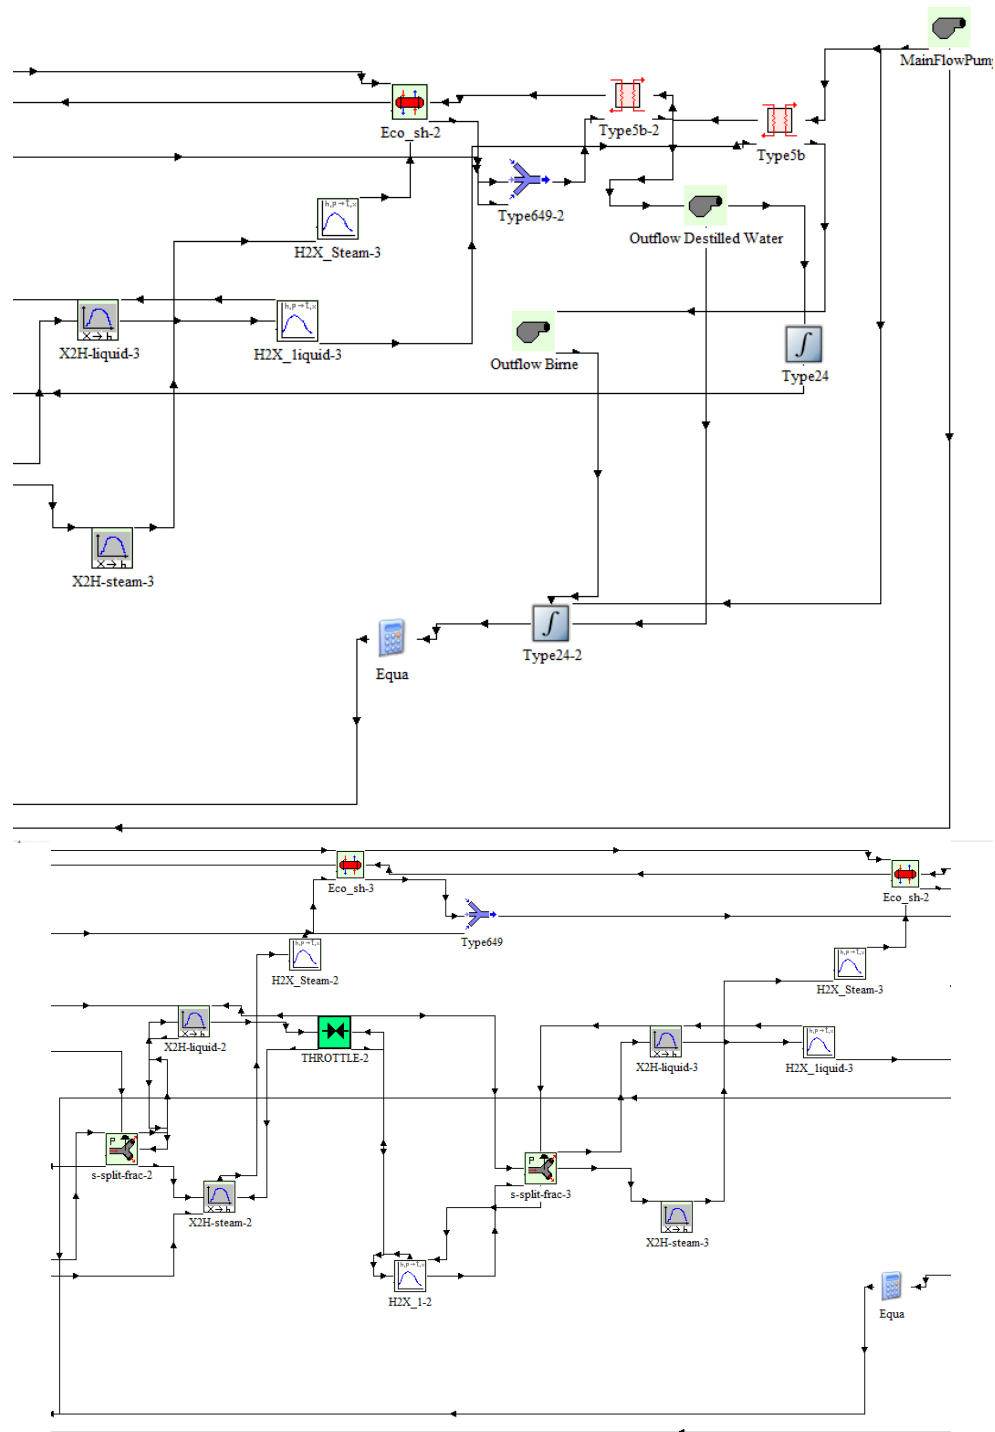 MainFlowPum
Eco_sh-2
Type5b-2
Type5b
Type649-2
h,p→t,x
H2X_Steam-3
Outflow Destilled Water
X→h
X2H-liquid-3
h,p→t,x
H2X_1iquid-3
Outflow Birne
Type24
X→h
X2H-steam-3
Type24-2
Equa
Eco_sh-3
Eco_sh-2
Type649
h,p→t,x
H2X_Steam-2
h,p→t,x
H2X_Steam-3
X→h
X2H-liquid-2
THROTTLE-2
X→h
X2H-liquid-3
h,p→t,x
H2X_1iquid-3
P
s-split-frac-2
P
s-split-frac-3
X→h
X2H-steam-2
X→h
X2H-steam-3
h,p→t,x
H2X_1-2
Equa